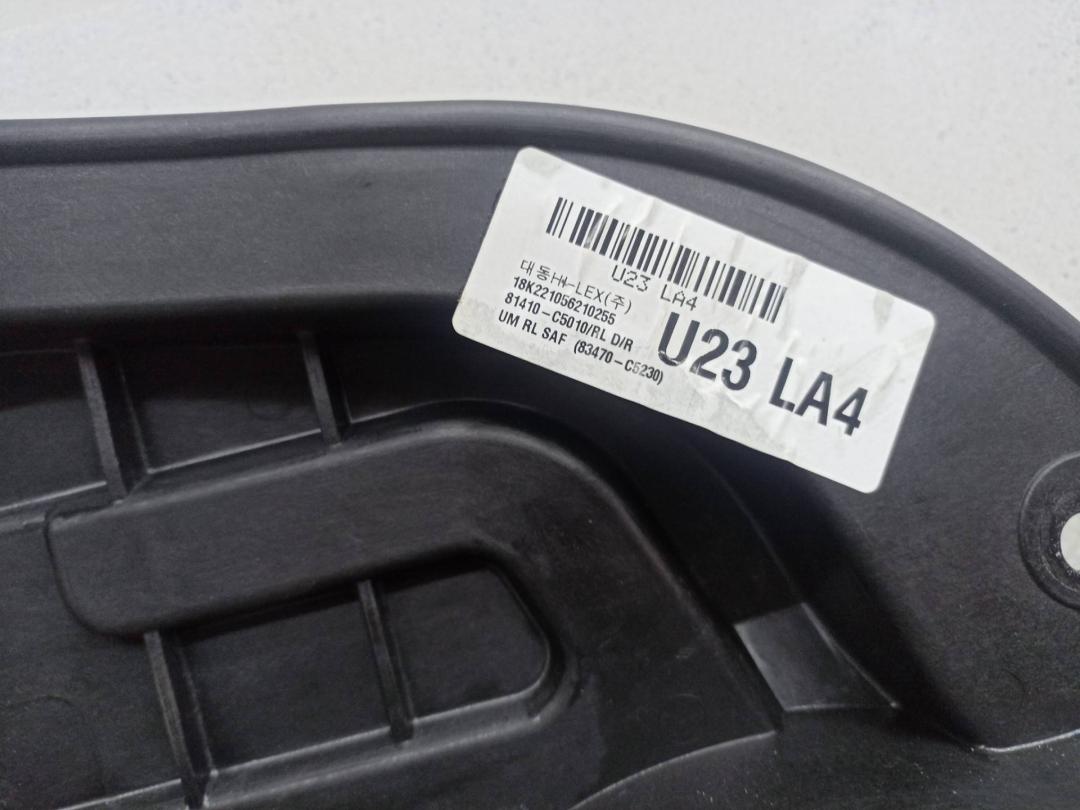 U23 LA4
대동HI-LEX(주)
18K221056210255
81410-C5010/RL D/R
UM RL SAF (83470-C5230)
U23 LA4